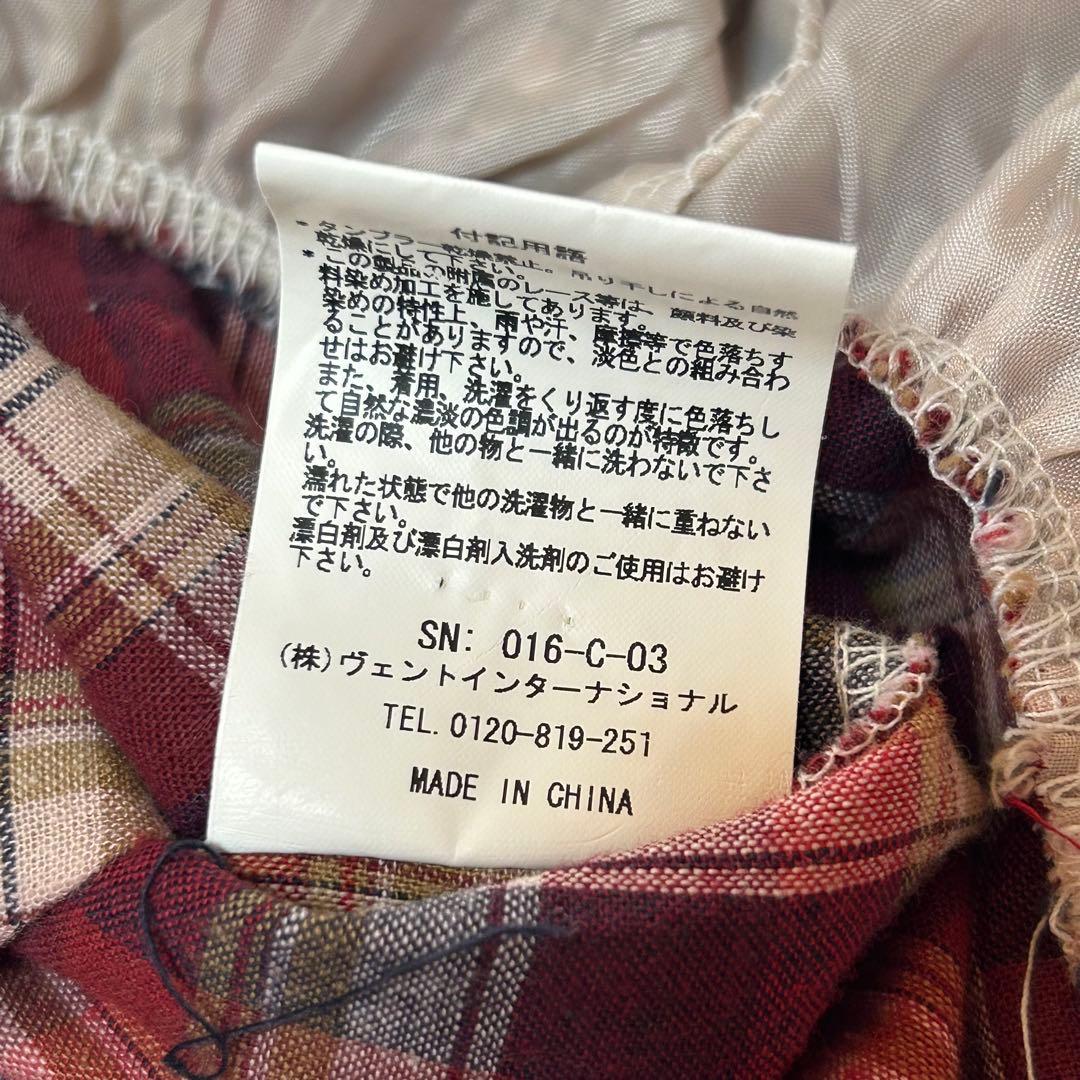 付記用語
*タンブラー乾燥禁止。吊り干しによる自然
乾燥にして下さい。
*この製品の附属のレース等は、顔料及び染
料染め加工を施してあります。
染めの特性上、雨や汗、摩擦等で色落ちす
ることがありますので、淡色との組み合わ
せはお避け下さい。
また、着用、洗濯をくり返す度に色落ちし
て自然な濃淡の色調が出るのが特徴です。
洗濯の際、他の物と一緒に洗わないで下さ
い。
濡れた状態で他の洗濯物と一緒に重ねない
で下さい。
漂白剤及び漂白剤入洗剤のご使用はお避け
下さい。
SN: 016-C-03
(株)ヴェントインターナショナル
TEL. 0120-819-251
MADE IN CHINA